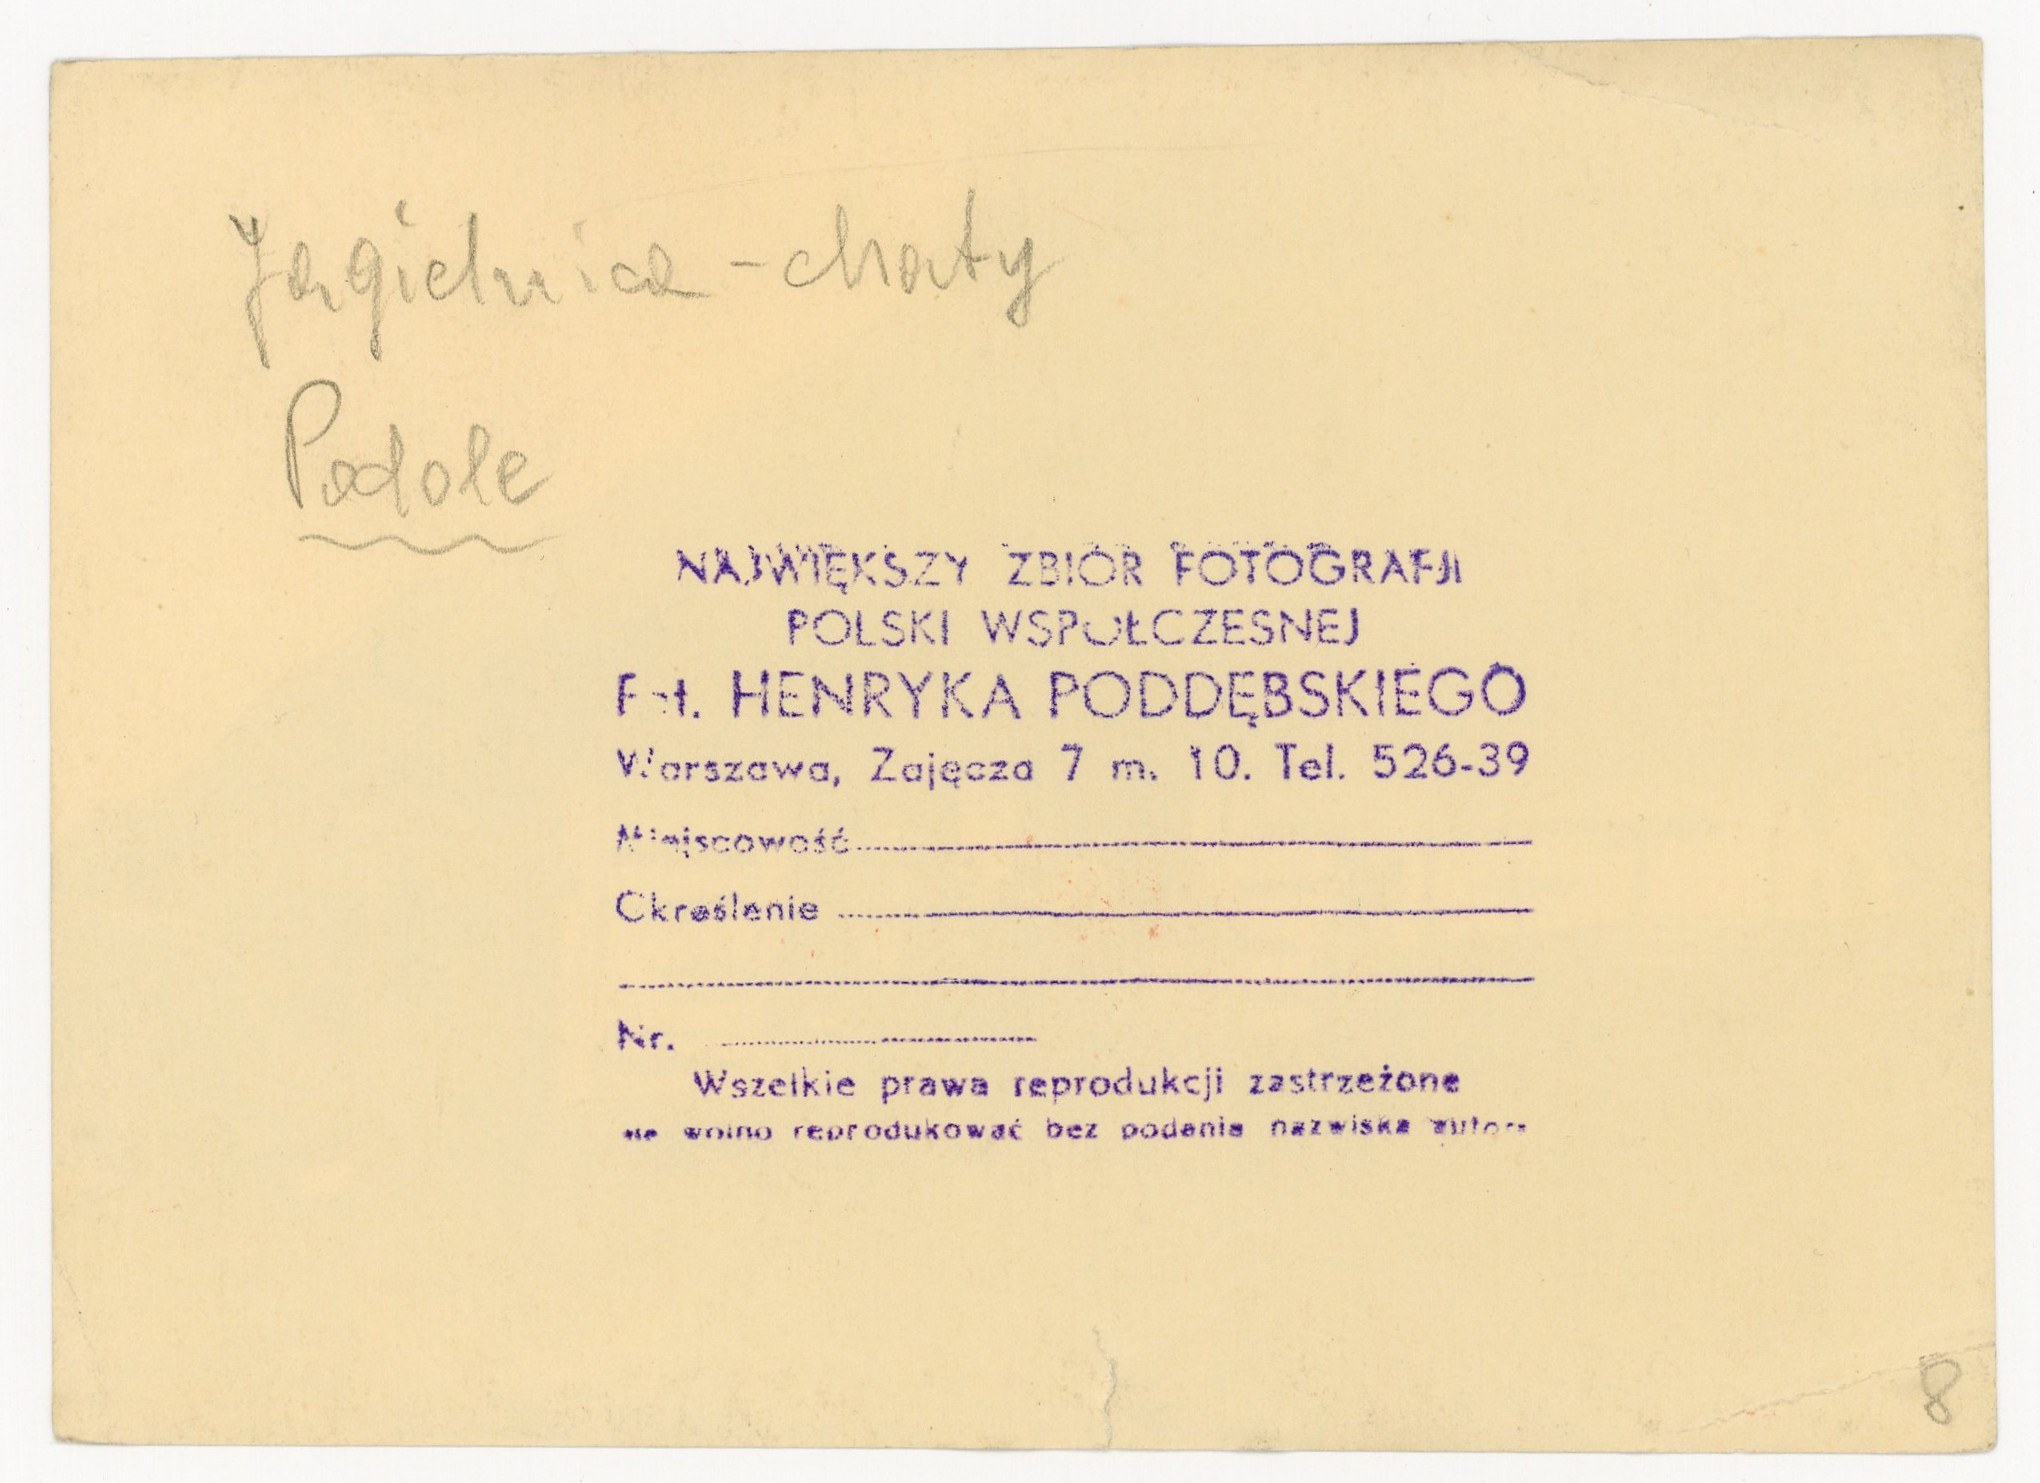 Jagielnica - chaty
Podole
NAJWIĘKSZY ZBIÓR FOTOGRAFJI
POLSKI WSPÓŁCZESNEJ
Fot. HENRYKA PODDĘBSKIEGO
Warszawa, Zajęcza 7 m. 10. Tel. 526-39
Miejscowość
Określenie
Nr.
Wszelkie prawa reprodukcji zastrzeżone
nie wolno reprodukować bez podania nazwiska autora
8